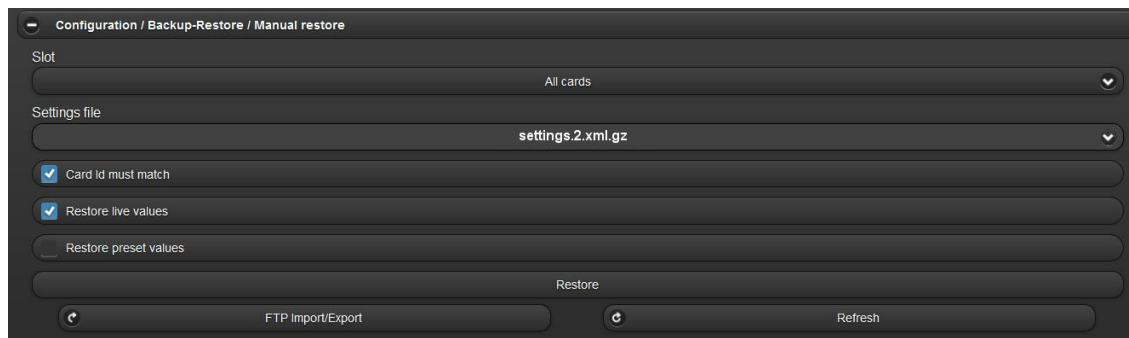 Configuration / Backup-Restore / Manual restore
Slot
All cards
Settings file
settings.2.xml.gz
Card Id must match
Restore live values
Restore preset values
Restore
FTP Import/Export
Refresh